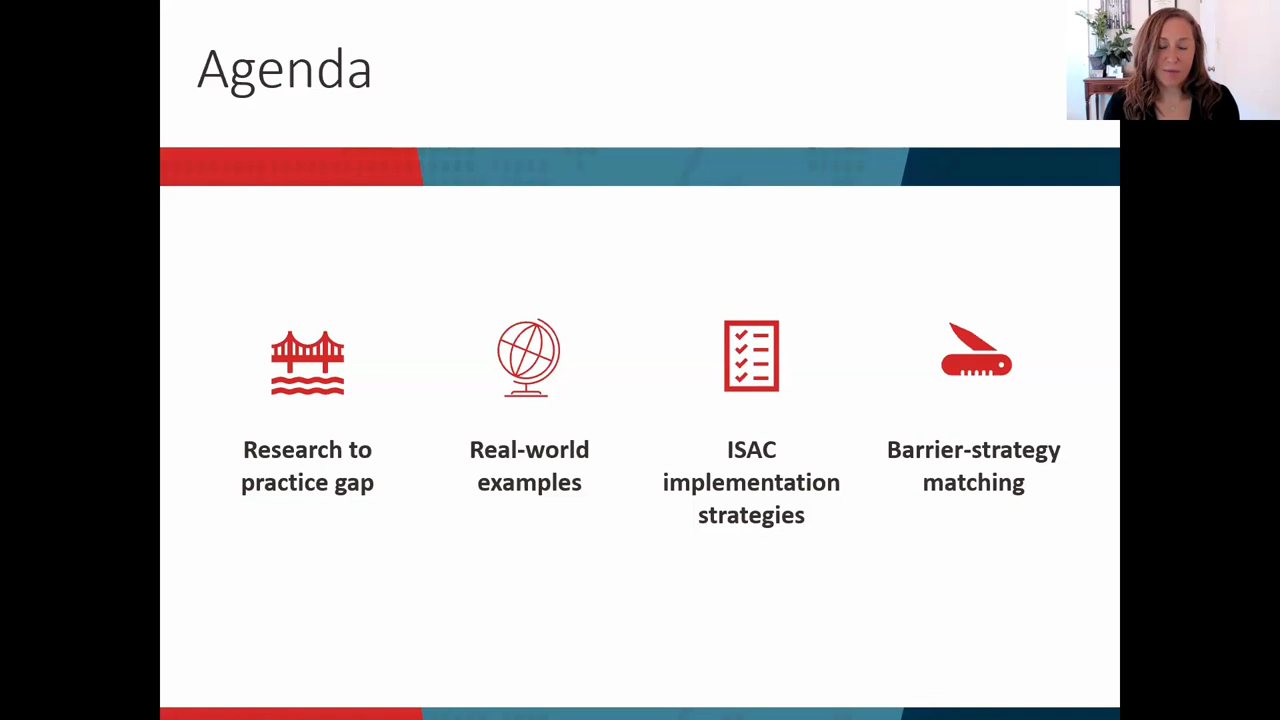 Agenda
Research to
practice gap
Real-world
examples
ISAC
implementation
strategies
Barrier-strategy
matching